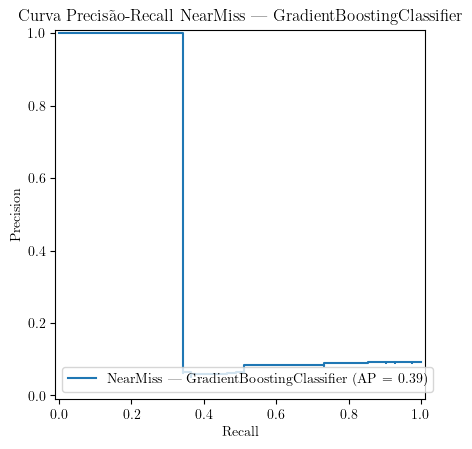 Curva Precisão-Recall NearMiss — GradientBoostingClassifier
1.0
0.8
0.6
0.4
0.2
0.0
Precision
NearMiss — GradientBoostingClassifier (AP = 0.39)
0.0 0.2 0.4 0.6 0.8 1.0
Recall